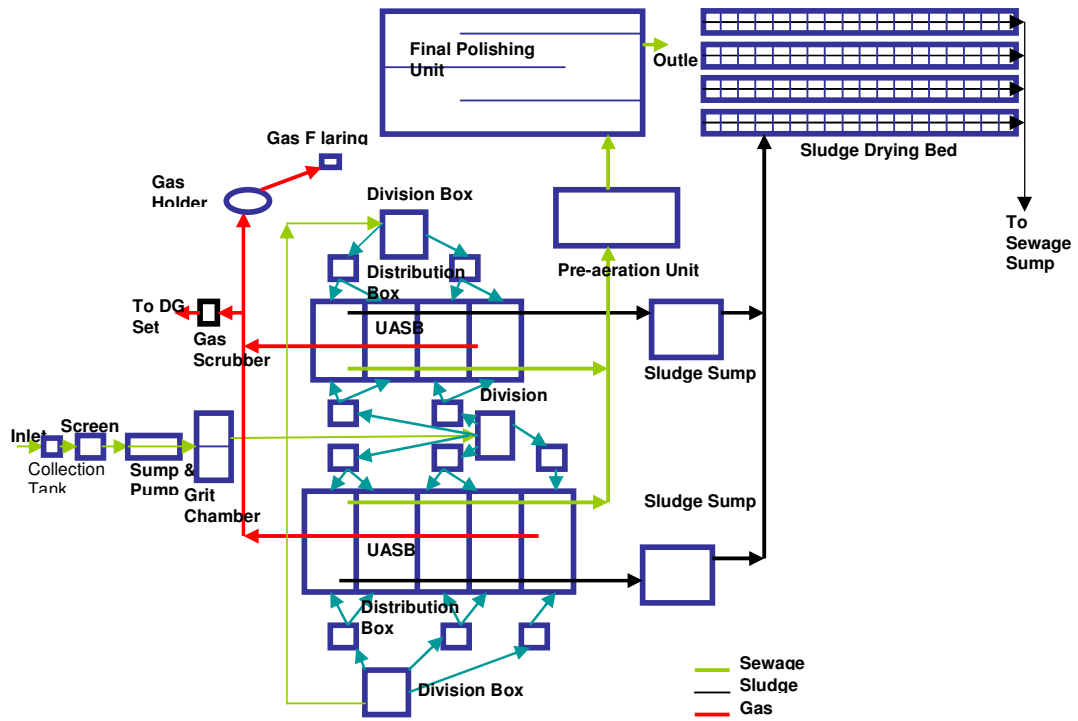 Final Polishing
Unit
Outle
Sludge Drying Bed
To
Sewage
Sump
Gas Flaring
Gas
Holder
Division Box
Distribution
Box
Pre-aeration Unit
To DG
Set
Gas
Scrubber
UASB
Sludge Sump
Division
Inlet
Screen
Collection
Tank
Sump &
Pump
Grit
Chamber
Sludge Sump
UASB
Distribution
Box
Division Box
Sewage
Sludge
Gas